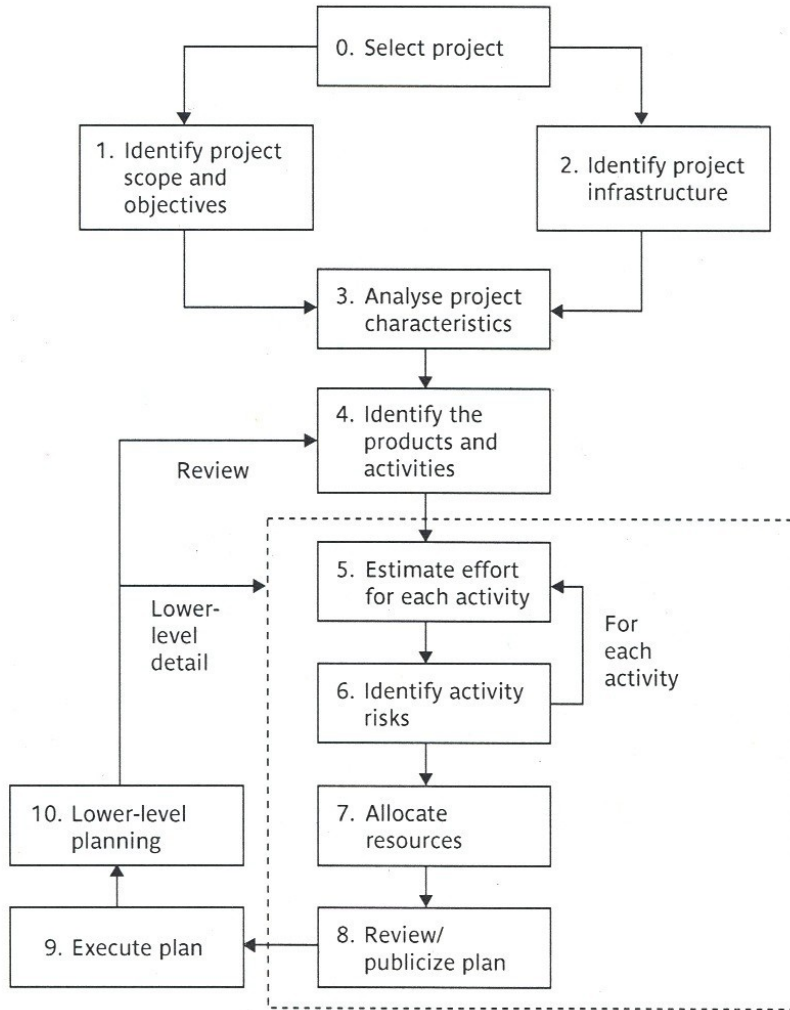 0. Select project
1. Identify project
scope and
objectives
2. Identify project
infrastructure
3. Analyse project
characteristics
4. Identify the
products and
activities
Review
5. Estimate effort
for each activity
Lower-
level
detail
For
each
activity
6. Identify activity
risks
10. Lower-level
planning
7. Allocate
resources
9. Execute plan
8. Review/
publicize plan